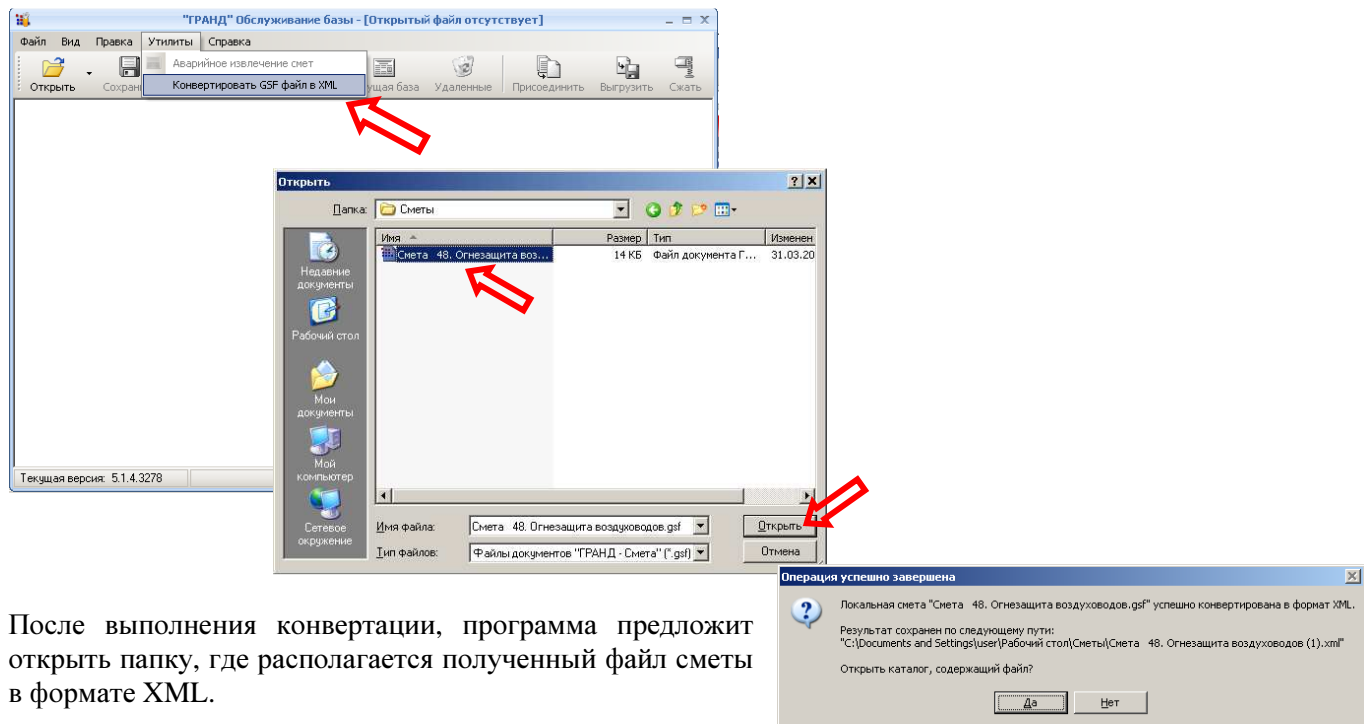 "ГРАНД" Обслуживание базы - [Открытый файл отсутствует]
Файл Вид Правка Утилиты Справка
Аварийное извлечение смет
Конвертировать GSF файл в XML
Открыть Сохран ущая база Удаленные Присоединить Выгрузить Сжать
Открыть
Папка: Сметы
Имя Размер Тип Изменен
Смета 48. Огнезащита воз... 14 КБ Файл документа Г... 31.03.20
Недавние
документы
Рабочий стол
Мои
документы
Мой
компьютер
Сетевое
окружение
Имя файла: Смета 48. Огнезащита воздуховодов.gsf Открыть
Тип файлов: Файлы документов "ГРАНД - Смета" (*.gsf) Отмена
Текущая версия: 5.1.4.3278
Операция успешно завершена
Локальная смета "Смета 48. Огнезащита воздуховодов.gsf" успешно конвертирована в формат XML.
Результат сохранен по следующему пути:
"C:\Documents and Settings\user\Рабочий стол\Сметы\Смета 48. Огнезащита воздуховодов (1).xml"
Открыть каталог, содержащий файл?
Да Нет
После выполнения конвертации, программа предложит
открыть папку, где располагается полученный файл сметы
в формате XML.